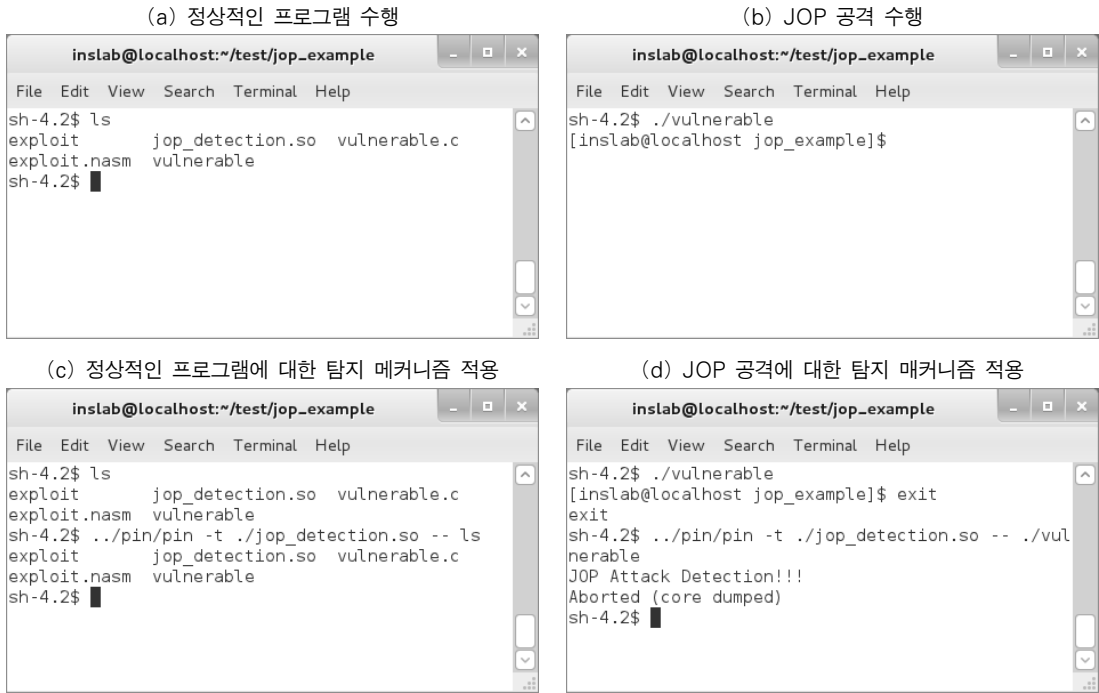 (a) 정상적인 프로그램 수행
inslab@localhost:~/test/jop_example
File Edit View Search Terminal Help
sh-4.2$ ls
exploit jop_detection.so vulnerable.c
exploit.nasm vulnerable
sh-4.2$
(b) JOP 공격 수행
inslab@localhost:~/test/jop_example
File Edit View Search Terminal Help
sh-4.2$ ./vulnerable
[inslab@localhost jop_example]$
(c) 정상적인 프로그램에 대한 탐지 메커니즘 적용
inslab@localhost:~/test/jop_example
File Edit View Search Terminal Help
sh-4.2$ ls
exploit jop_detection.so vulnerable.c
exploit.nasm vulnerable
sh-4.2$ ../pin/pin -t ./jop_detection.so -- ls
exploit jop_detection.so vulnerable.c
exploit.nasm vulnerable
sh-4.2$
(d) JOP 공격에 대한 탐지 매커니즘 적용
inslab@localhost:~/test/jop_example
File Edit View Search Terminal Help
sh-4.2$ ./vulnerable
[inslab@localhost jop_example]$ exit
exit
sh-4.2$ ../pin/pin -t ./jop_detection.so -- ./vul
nerable
JOP Attack Detection!!!
Aborted (core dumped)
sh-4.2$